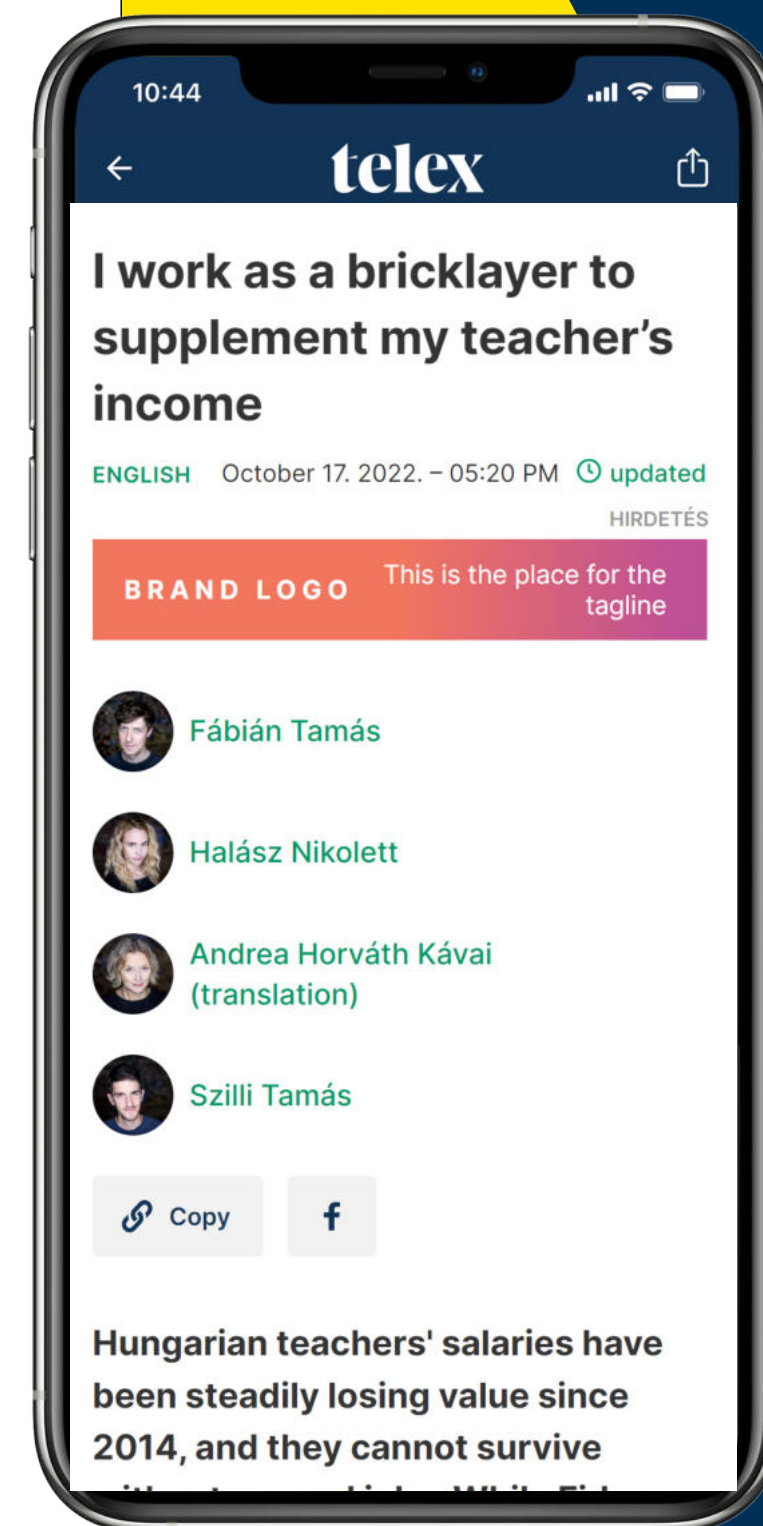 10:44
telex
I work as a bricklayer to
supplement my teacher’s
income
ENGLISH October 17. 2022. – 05:20 PM updated
HIRDETÉS
BRAND LOGO
This is the place for the
tagline
Fábián Tamás
Halász Nikolett
Andrea Horváth Kávai
(translation)
Szilli Tamás
Copy
Hungarian teachers' salaries have
been steadily losing value since
2014, and they cannot survive